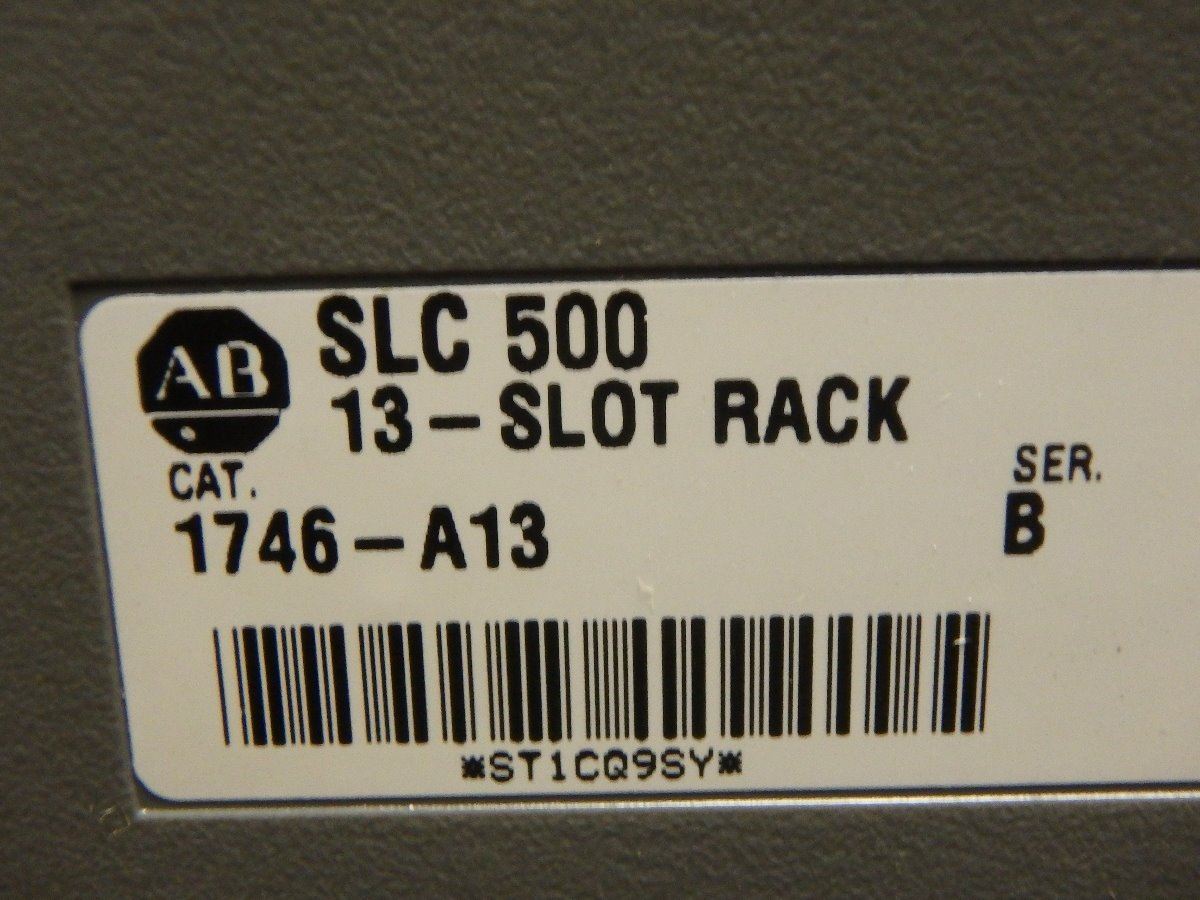 AB
SLC 500
13-SLOT RACK
CAT.
SER.
1746-A13
B
*ST1CQ9SY*